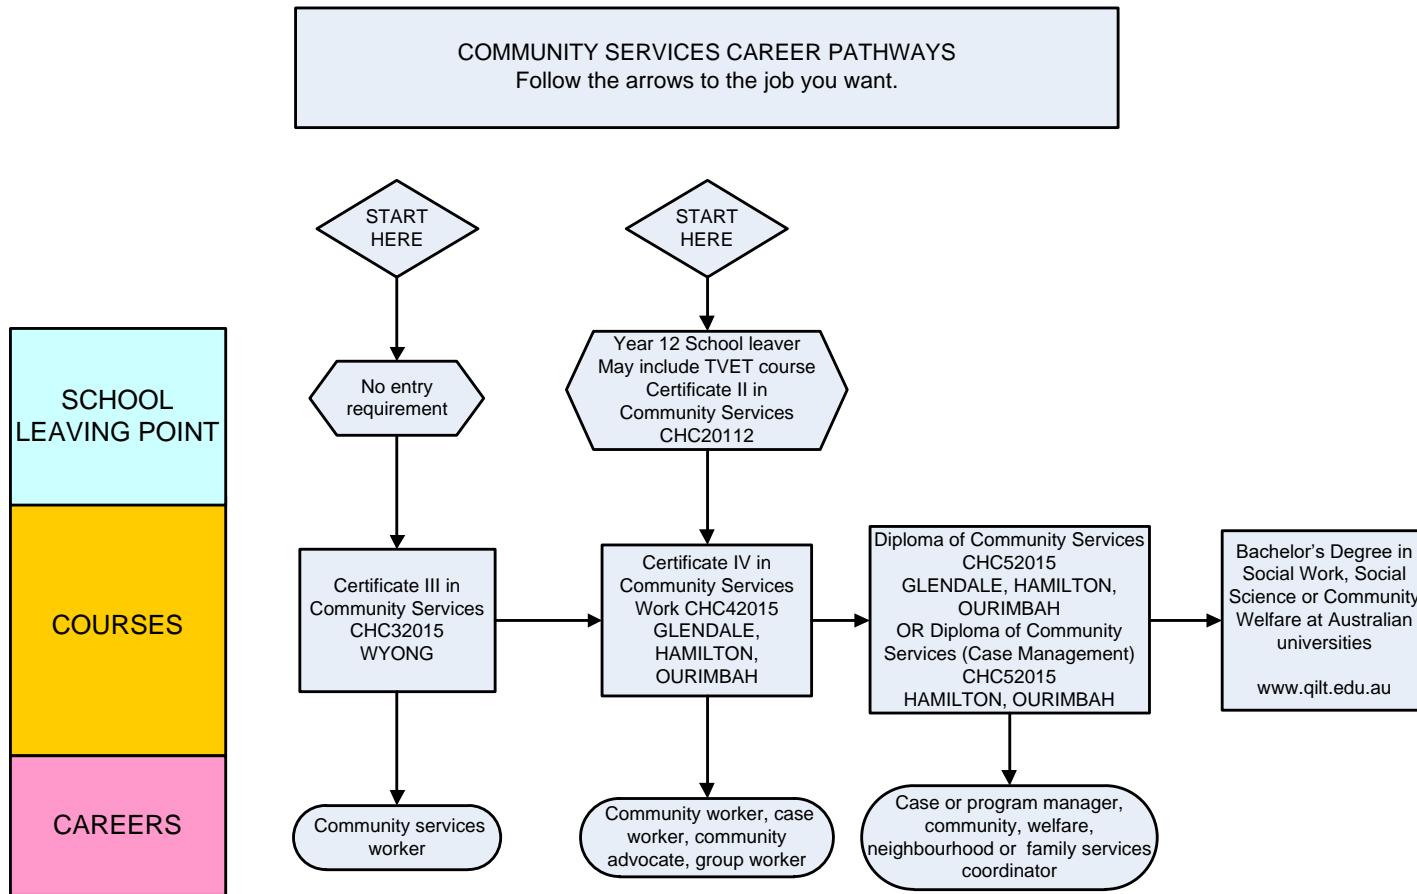 COMMUNITY SERVICES CAREER PATHWAYS
Follow the arrows to the job you want.
START
HERE
START
HERE
SCHOOL
LEAVING POINT
No entry
requirement
Year 12 School leaver
May include TVET course
Certificate II in
Community Services
CHC20112
COURSES
Certificate III in
Community Services
CHC32015
WYONG
Certificate IV in
Community Services
Work CHC42015
GLENDALE,
HAMILTON,
OURIMBAH
Diploma of Community Services
CHC52015
GLENDALE, HAMILTON,
OURIMBAH
OR Diploma of Community
Services (Case Management)
CHC52015
HAMILTON, OURIMBAH
Bachelor’s Degree in
Social Work, Social
Science or Community
Welfare at Australian
universities
www.qilt.edu.au
CAREERS
Community services
worker
Community worker, case
worker, community
advocate, group worker
Case or program manager,
community, welfare,
neighbourhood or family services
coordinator